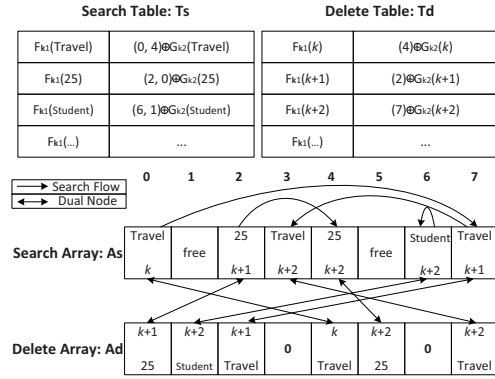 Search Table: Ts Delete Table: Td
Fk1(Travel) (0, 4)⊕Gk2(Travel) Fk1(k) (4)⊕Gk2(k)
Fk1(25) (2, 0)⊕Gk2(25) Fk1(k+1) (2)⊕Gk2(k+1)
Fk1(Student) (6, 1)⊕Gk2(Student) Fk1(k+2) (7)⊕Gk2(k+2)
Fk1(...) ... Fk1(...) ...
0 1 2 3 4 5 6 7
Search Flow
Dual Node
Travel 25 Travel 25 Student Travel
Search Array: As free free
k k+1 k+2 k+2 k+2 k+1
k+1 k+2 k+1 k k+2 k+2
Delete Array: Ad 0 0
25 Student Travel Travel 25 Travel